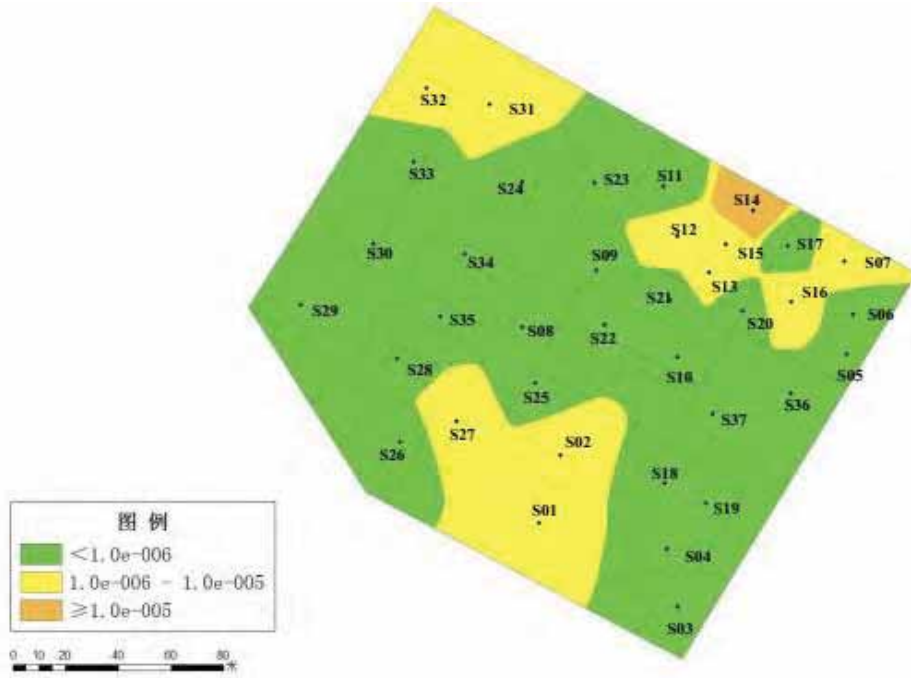 S32
S31
S33
S24
S23
S11
S14
S12
S15
S17
S07
S30
S34
S09
S13
S16
S29
S35
S08
S21
S22
S20
S06
S28
S25
S10
S05
S36
S27
S37
S26
S02
S18
S01
S19
S04
S03
图例
<1.0e-006
1.0e-006 - 1.0e-005
≥1.0e-005
0 10 20 40 60 80
米